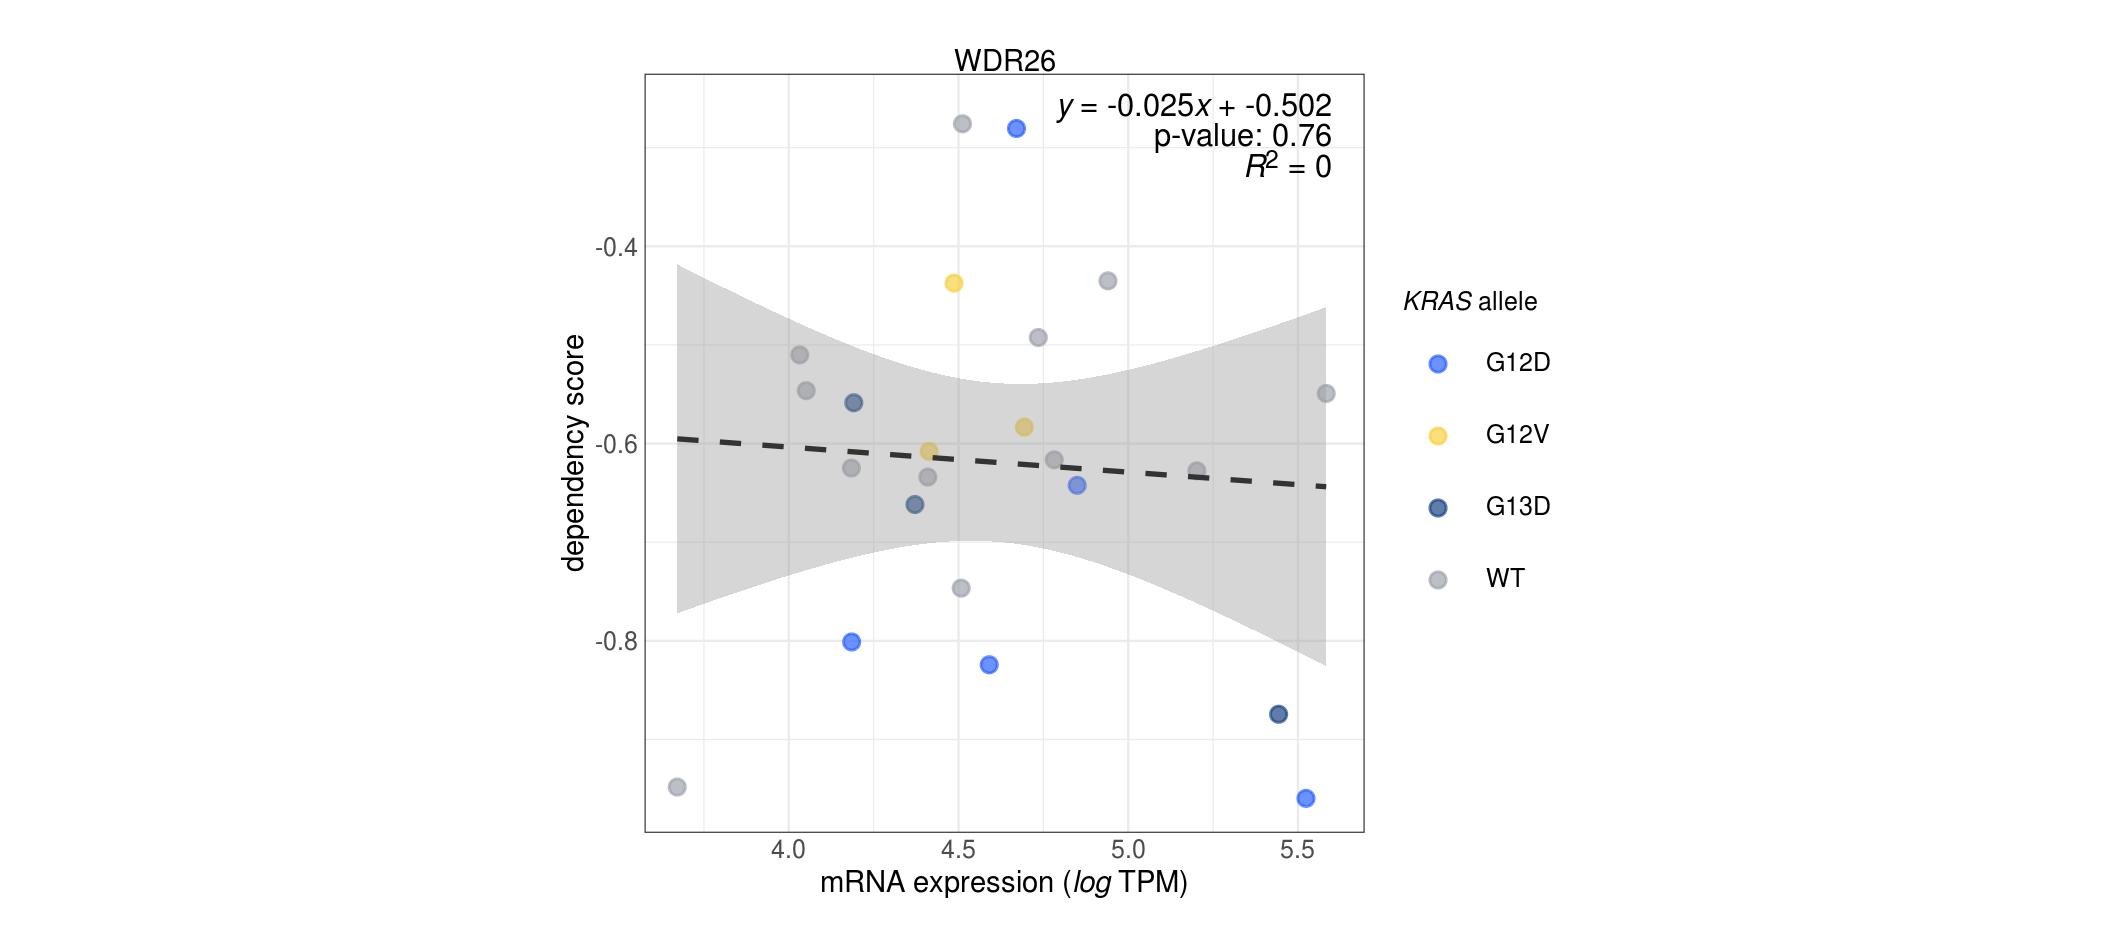 WDR26
y = -0.025x + -0.502
p-value: 0.76
R² = 0
-0.4
-0.6
-0.8
dependency score
4.0 4.5 5.0 5.5
mRNA expression (log TPM)
KRAS allele
G12D
G12V
G13D
WT